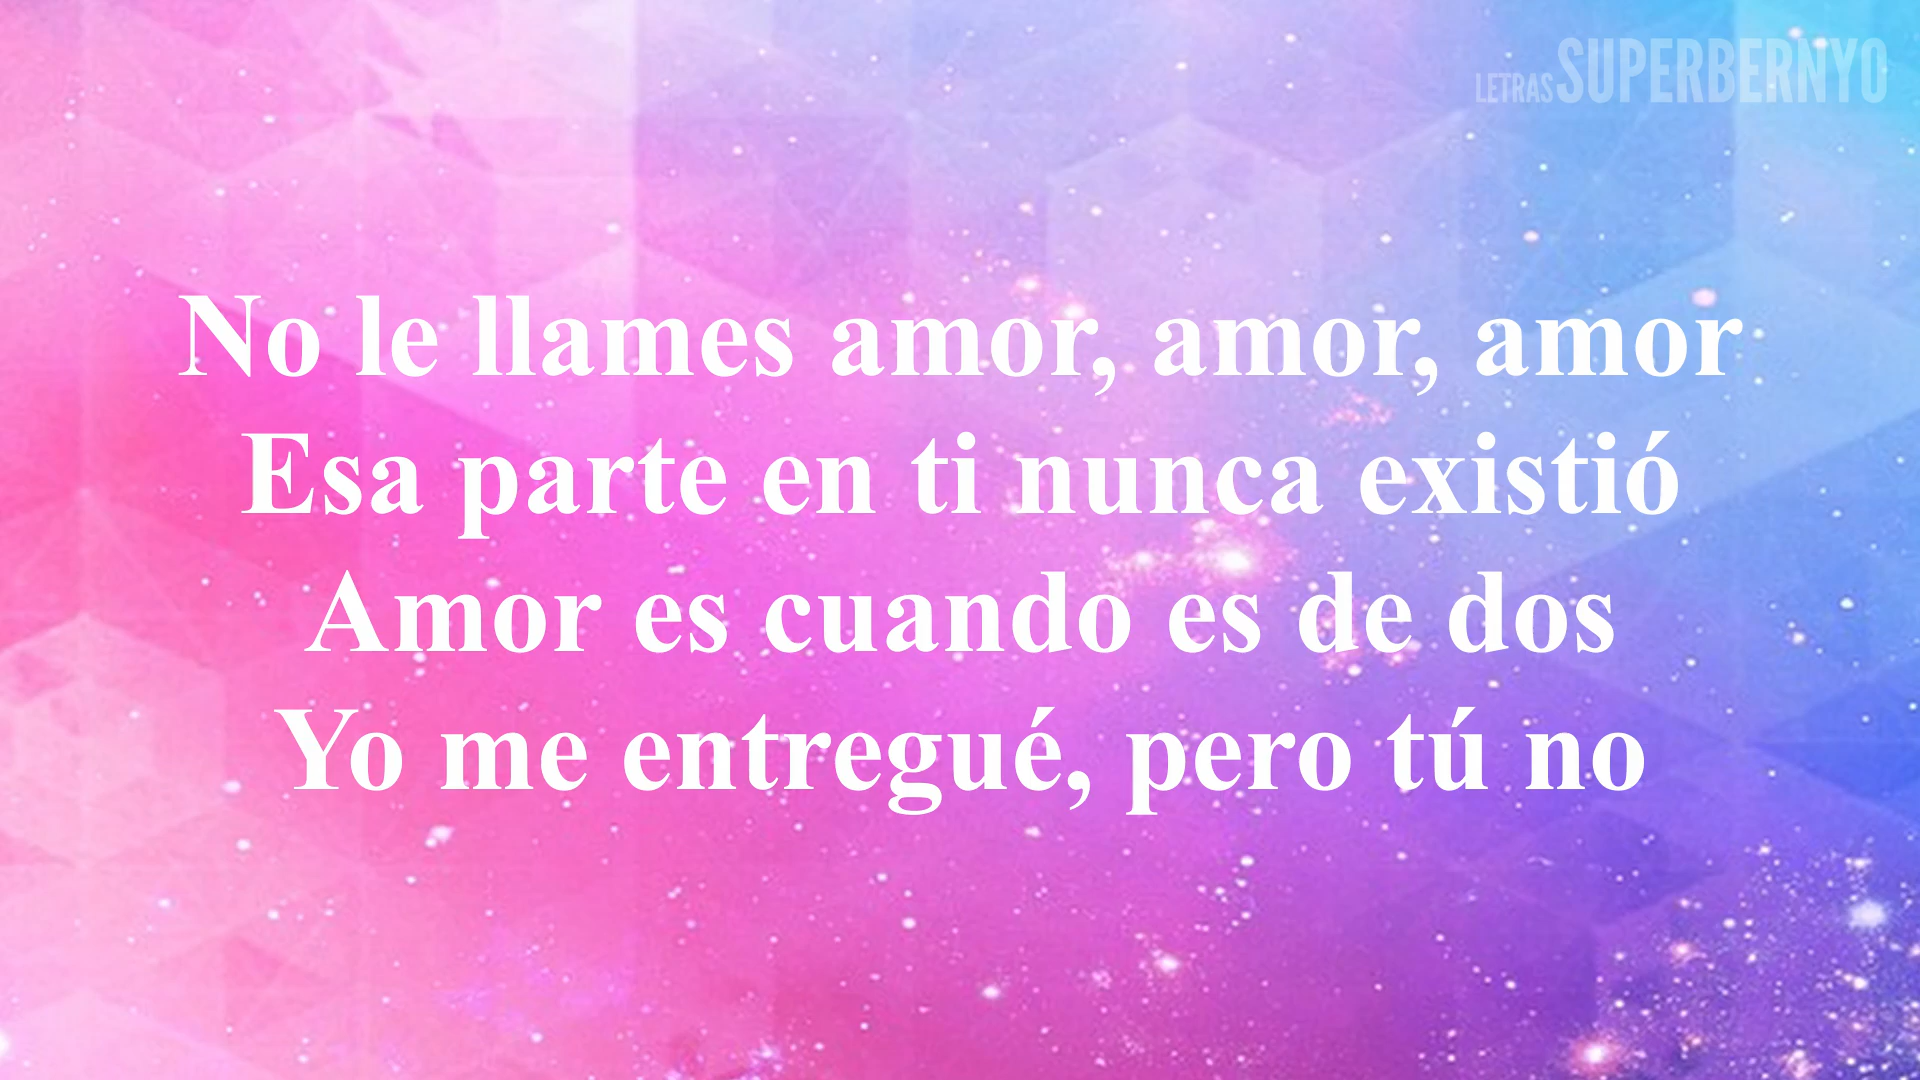 LETRAS SUPERBERNYO
No le llames amor, amor, amor
Esa parte en ti nunca existió
Amor es cuando es de dos
Yo me entregué, pero tú no